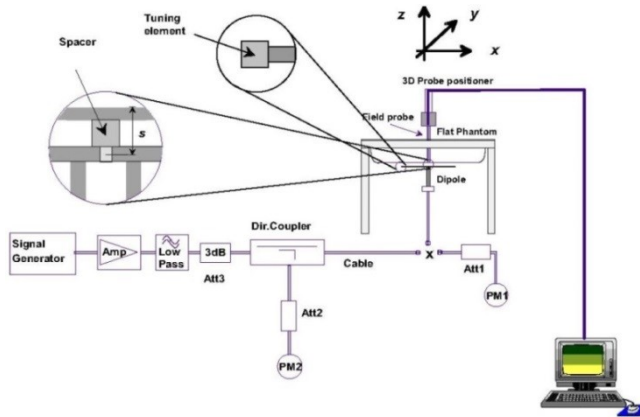 Tuning
element
Spacer
s
z
y
x
3D Probe positioner
Field probe
Flat Phantom
Dipole
Signal
Generator
Amp
Low
Pass
3dB
Att3
Dir.Coupler
Cable
X
Att1
PM1
Att2
PM2